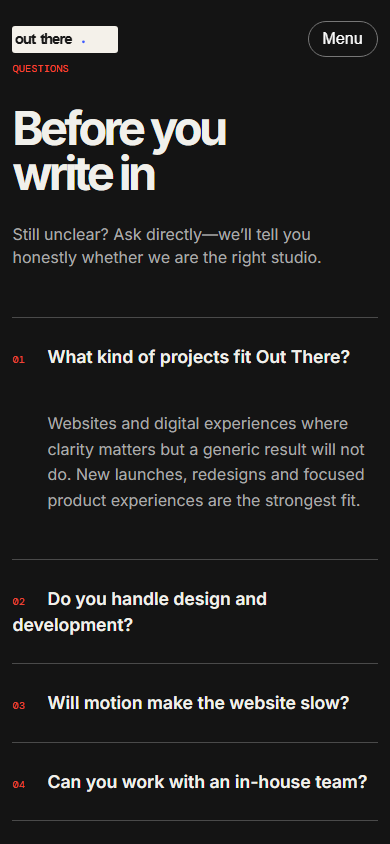 out there .
Menu
QUESTIONS
Before you
write in
Still unclear? Ask directly—we’ll tell you
honestly whether we are the right studio.
01 What kind of projects fit Out There?
Websites and digital experiences where
clarity matters but a generic result will not
do. New launches, redesigns and focused
product experiences are the strongest fit.
02 Do you handle design and
development?
03 Will motion make the website slow?
04 Can you work with an in-house team?